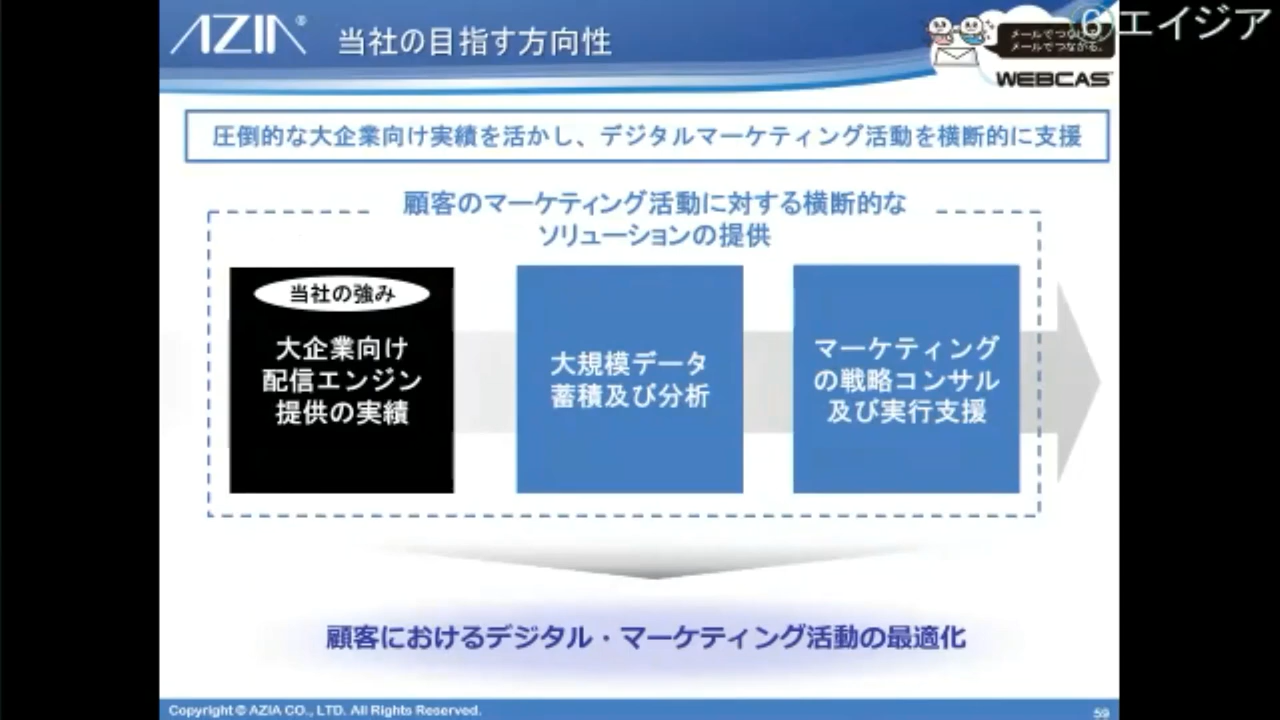 AZIA®
当社の目指す方向性
⑥エイジア
メールでつ
メールでつながる。
WEBCAS
圧倒的な大企業向け実績を活かし、デジタルマーケティング活動を横断的に支援
顧客のマーケティング活動に対する横断的な
ソリューションの提供
当社の強み
大企業向け
配信エンジン
提供の実績
大規模データ
蓄積及び分析
マーケティング
の戦略コンサル
及び実行支援
顧客におけるデジタル・マーケティング活動の最適化
Copyright © AZIA CO., LTD. All Rights Reserved.
59